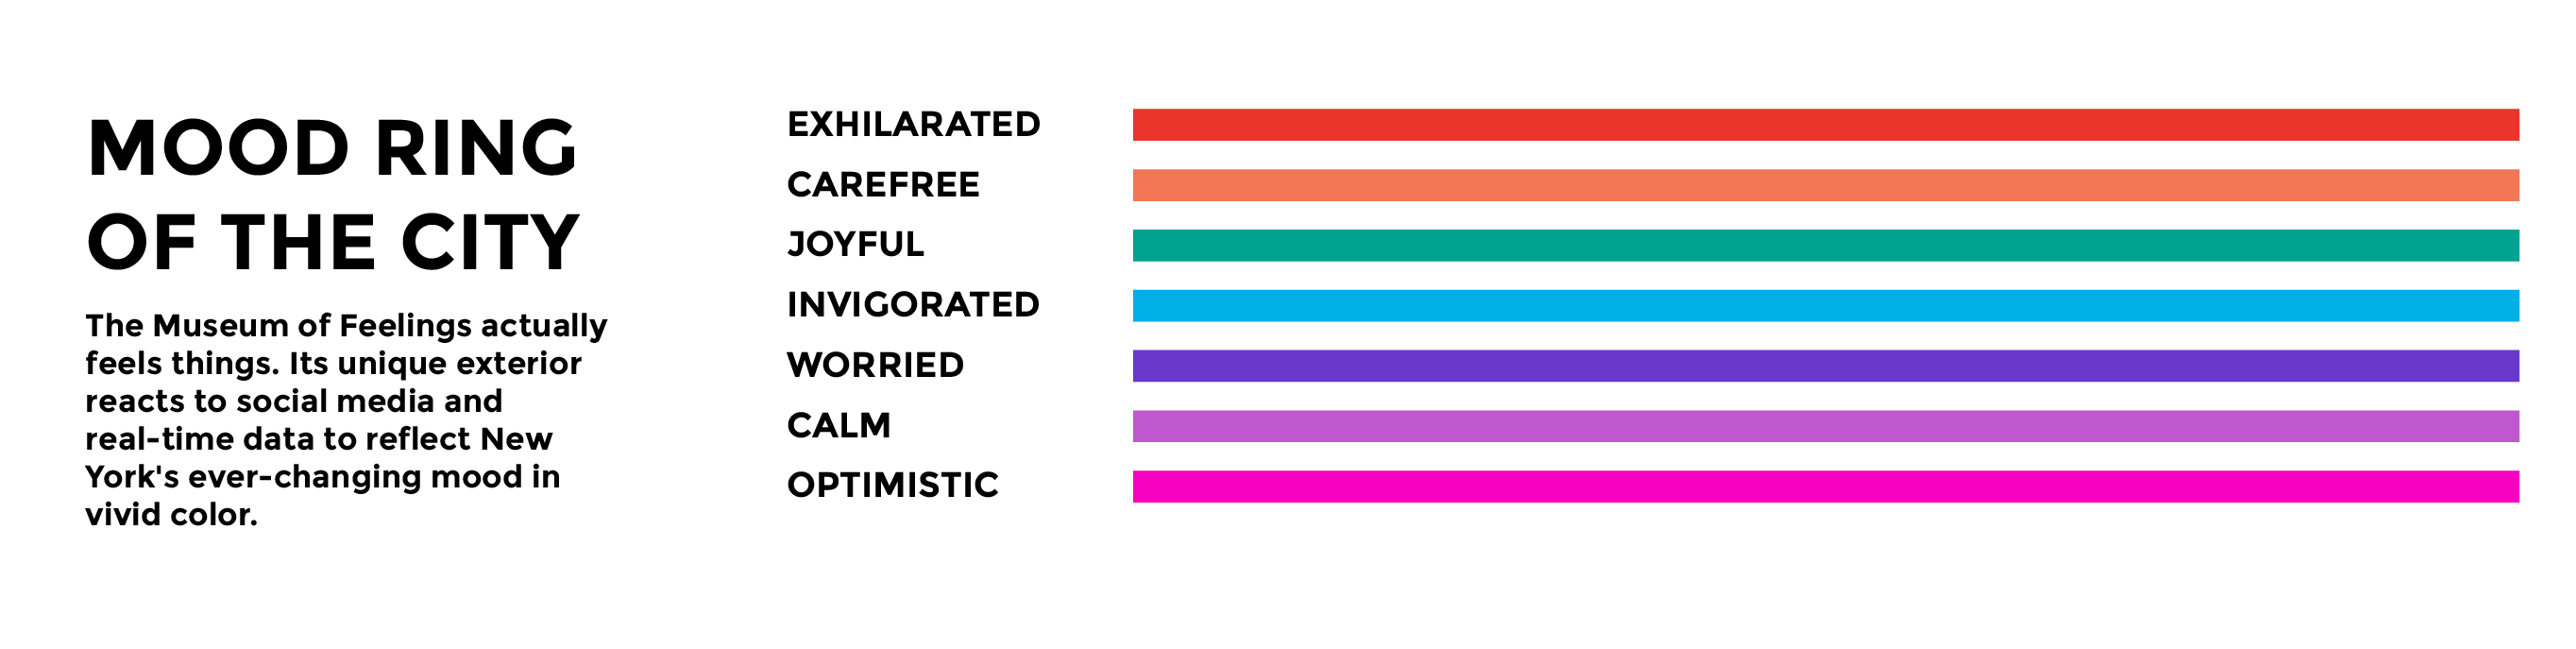 MOOD RING
OF THE CITY
The Museum of Feelings actually
feels things. Its unique exterior
reacts to social media and
real-time data to reflect New
York's ever-changing mood in
vivid color.
EXHILARATED
CAREFREE
JOYFUL
INVIGORATED
WORRIED
CALM
OPTIMISTIC